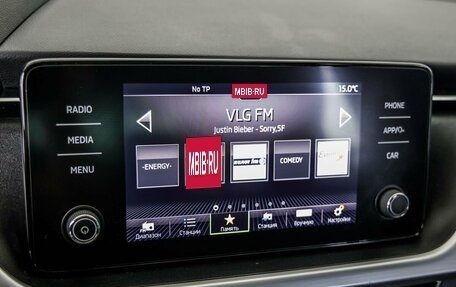 No TP
MBIB·RU
15.0°C
VLG FM
Justin Bieber - Sorry,SF
RADIO
MEDIA
MENU
PHONE
APP/
CAR
-ENERGY-
MBIB·RU
COMEDY
Диапазон
Станции
Память
Станция
Вручную
Настройки